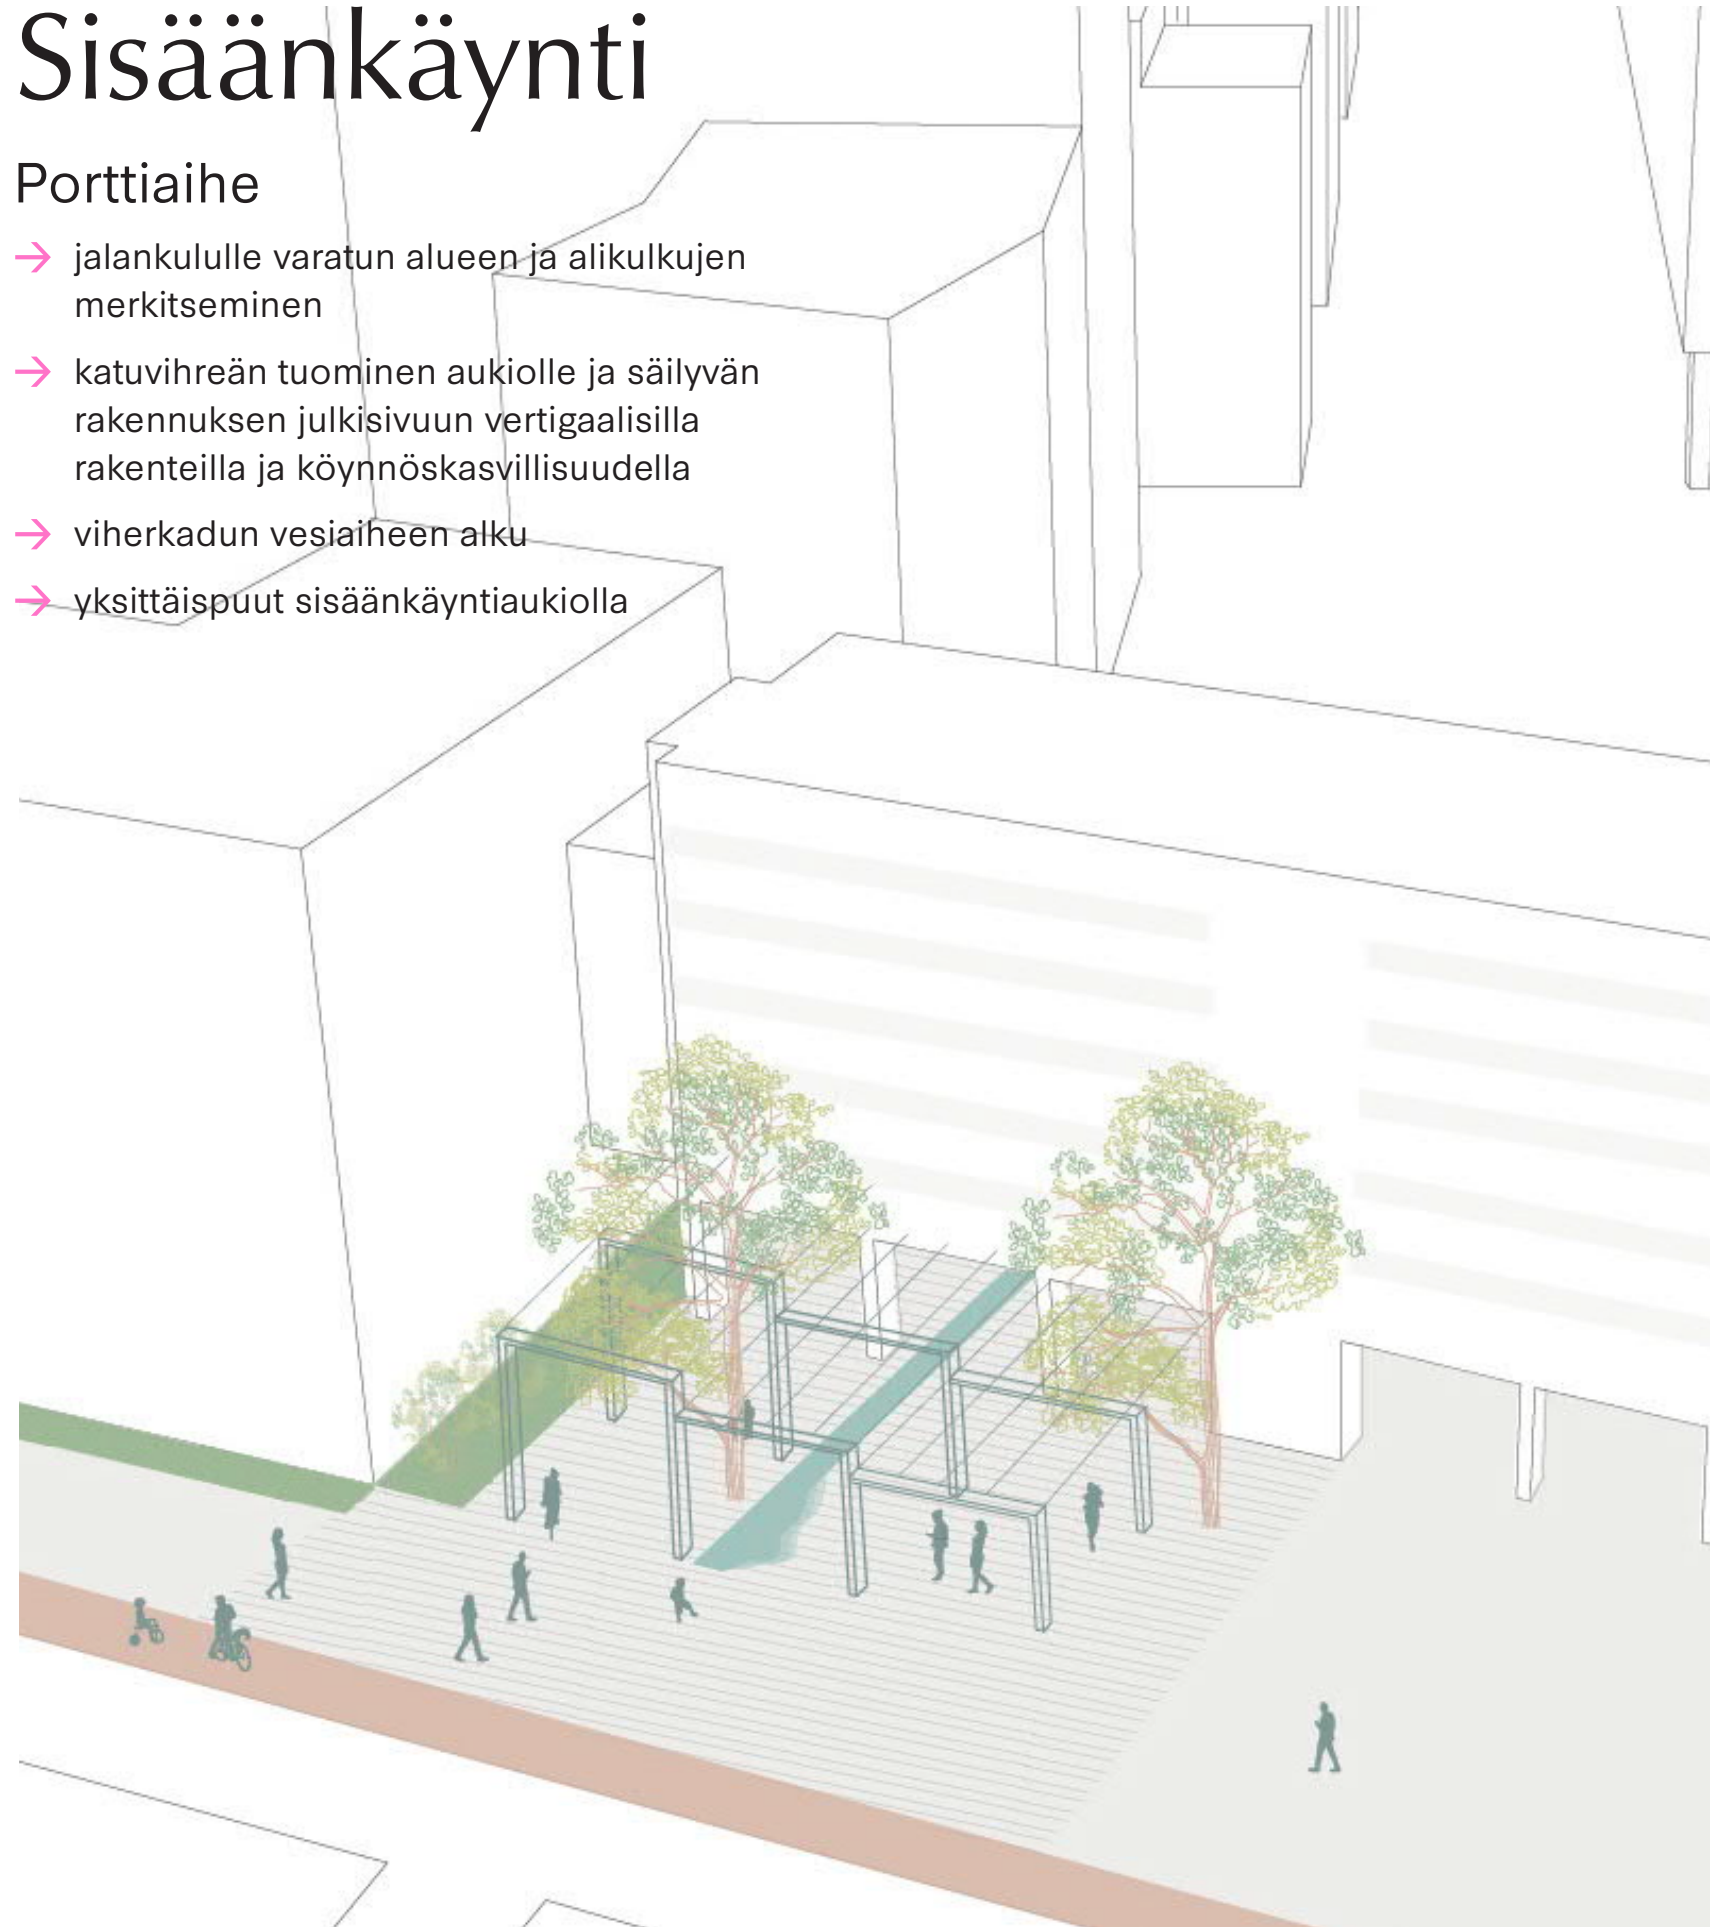 Sisäänkäynti
Porttiaihe
→ jalankululle varatun alueen ja alikulkujen
merkitseminen
→ katuvihreän tuominen aukiolle ja säilyvän
rakennuksen julkisivuun vertigaalisilla
rakenteilla ja köynnöskasvillisuudella
→ viherkadun vesiaiheen alku
→ yksittäispuut sisäänkäyntiaukiolla